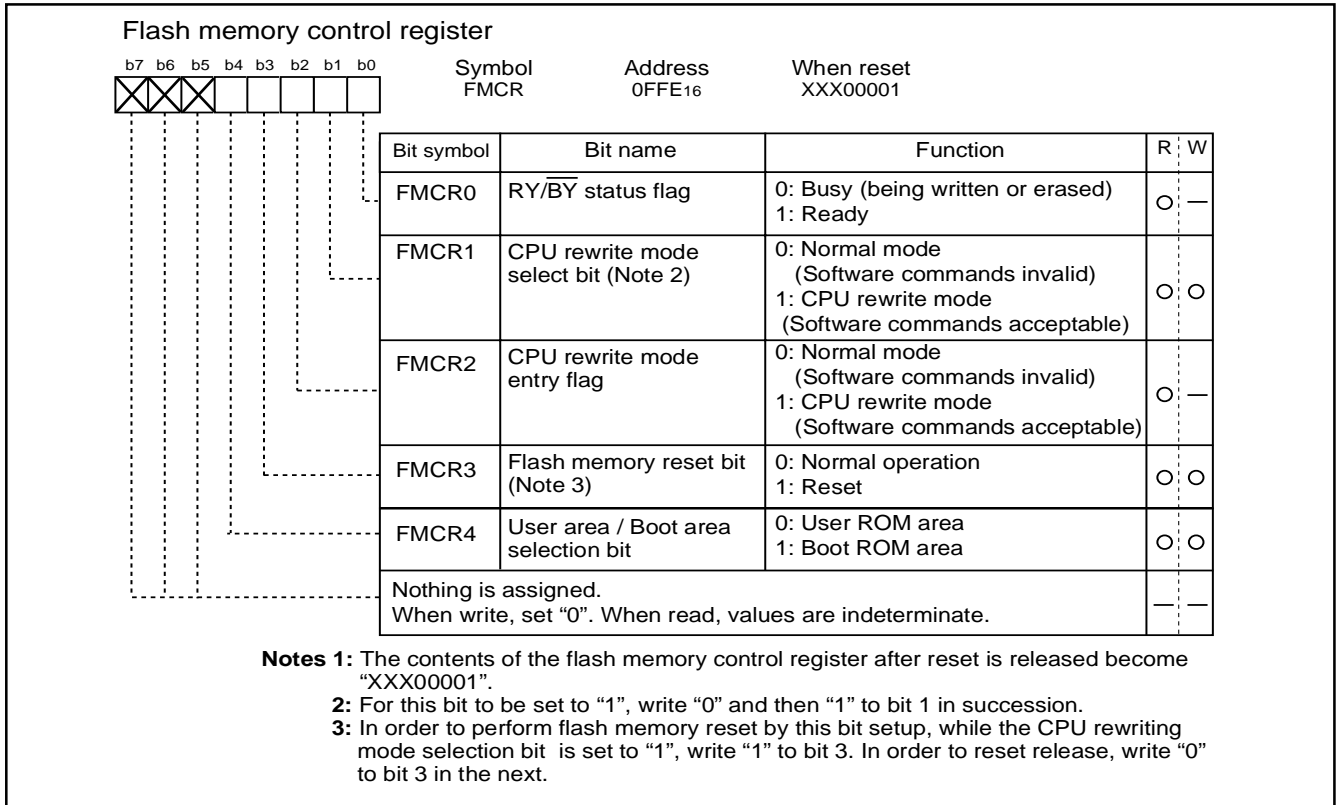 Flash memory control register
b7 b6 b5 b4 b3 b2 b1 b0
Symbol Address When reset
FMCR 0FFE16 XXX00001
Bit symbol Bit name Function R W
FMCR0 RY/BY status flag 0: Busy (being written or erased)
1: Ready
FMCR1 CPU rewrite mode 0: Normal mode
select bit (Note 2) (Software commands invalid)
1: CPU rewrite mode
(Software commands acceptable)
FMCR2 CPU rewrite mode 0: Normal mode
entry flag (Software commands invalid)
1: CPU rewrite mode
(Software commands acceptable)
FMCR3 Flash memory reset bit 0: Normal operation
(Note 3) 1: Reset
FMCR4 User area / Boot area 0: User ROM area
selection bit 1: Boot ROM area
Nothing is assigned.
When write, set “0”. When read, values are indeterminate.
Notes 1: The contents of the flash memory control register after reset is released become
“XXX00001”.
2: For this bit to be set to “1”, write “0” and then “1” to bit 1 in succession.
3: In order to perform flash memory reset by this bit setup, while the CPU rewriting
mode selection bit is set to “1”, write “1” to bit 3. In order to reset release, write “0”
to bit 3 in the next.